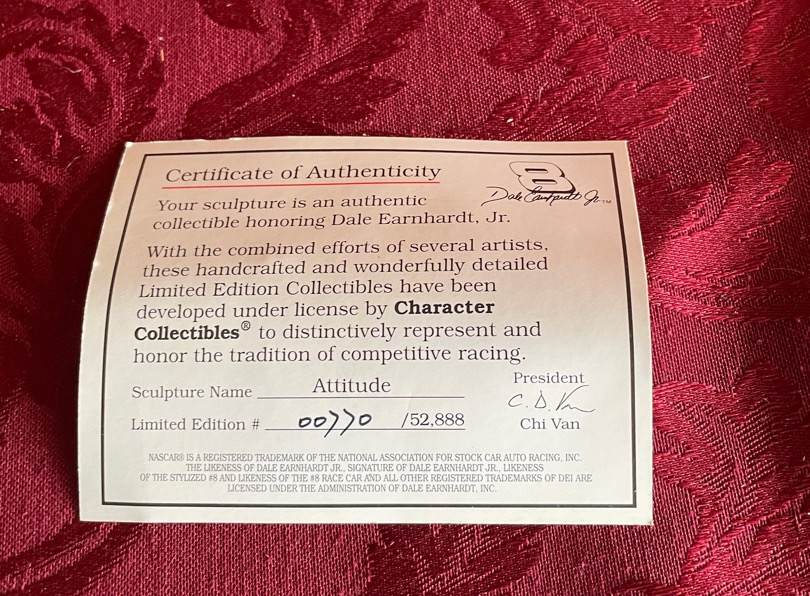 Certificate of Authenticity
8
Dale Earnhardt Jr.™
Your sculpture is an authentic
collectible honoring Dale Earnhardt, Jr.
With the combined efforts of several artists,
these handcrafted and wonderfully detailed
Limited Edition Collectibles have been
developed under license by Character
Collectibles® to distinctively represent and
honor the tradition of competitive racing.
Sculpture Name Attitude
Limited Edition # 00770 /52,888
President
C. D. Van
Chi Van
NASCAR® IS A REGISTERED TRADEMARK OF THE NATIONAL ASSOCIATION FOR STOCK CAR AUTO RACING, INC.
THE LIKENESS OF DALE EARNHARDT JR., SIGNATURE OF DALE EARNHARDT JR., LIKENESS
OF THE STYLIZED #8 AND LIKENESS OF THE #8 RACE CAR AND ALL OTHER REGISTERED TRADEMARKS OF DEI ARE
LICENSED UNDER THE ADMINISTRATION OF DALE EARNHARDT, INC.